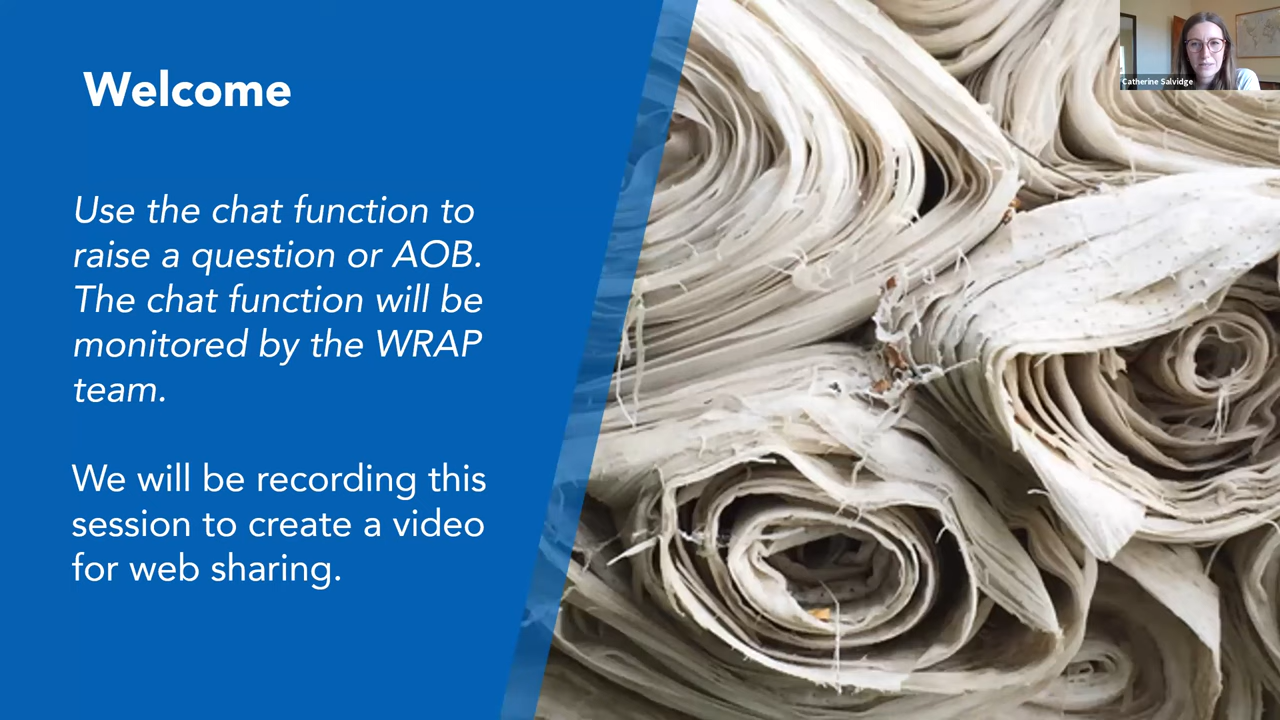 Welcome
Use the chat function to
raise a question or AOB.
The chat function will be
monitored by the WRAP
team.
We will be recording this
session to create a video
for web sharing.
Catherine Salvidge